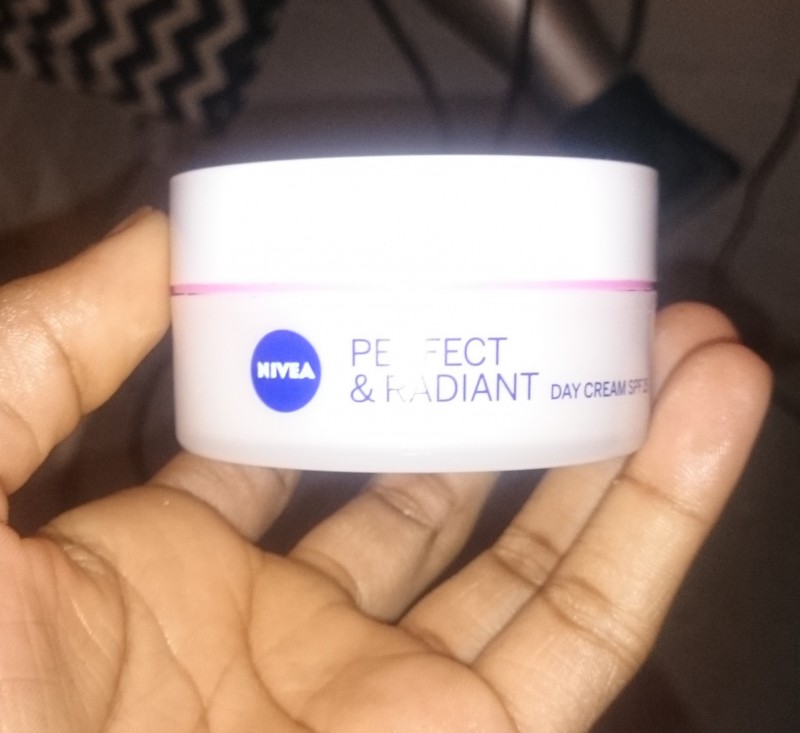 NIVEA
PERFECT
& RADIANT DAY CREAM SPF